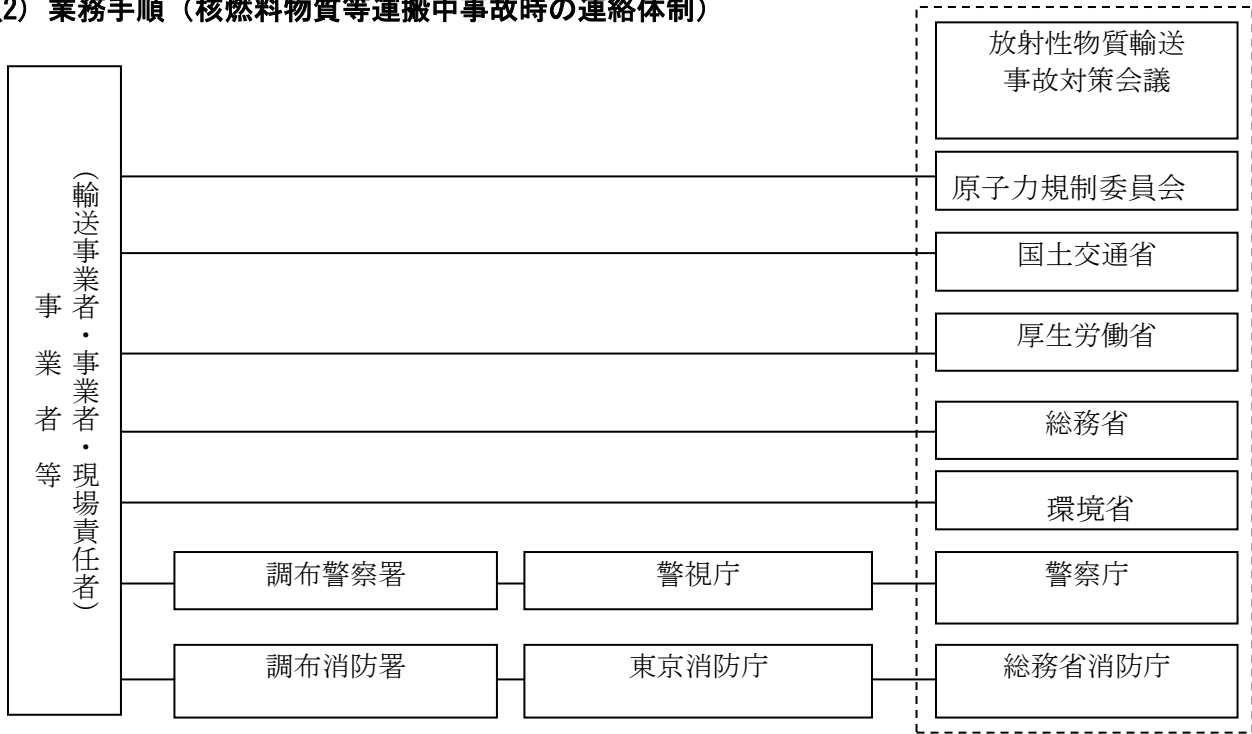 2) 業務手順（核燃料物質等運搬中事故時の連絡体制）
放射性物質輸送
事故対策会議
事業者等
（輸送事業者・事業者・現場責任者）
原子力規制委員会
国土交通省
厚生労働省
総務省
環境省
調布警察署
警視庁
警察庁
調布消防署
東京消防庁
総務省消防庁